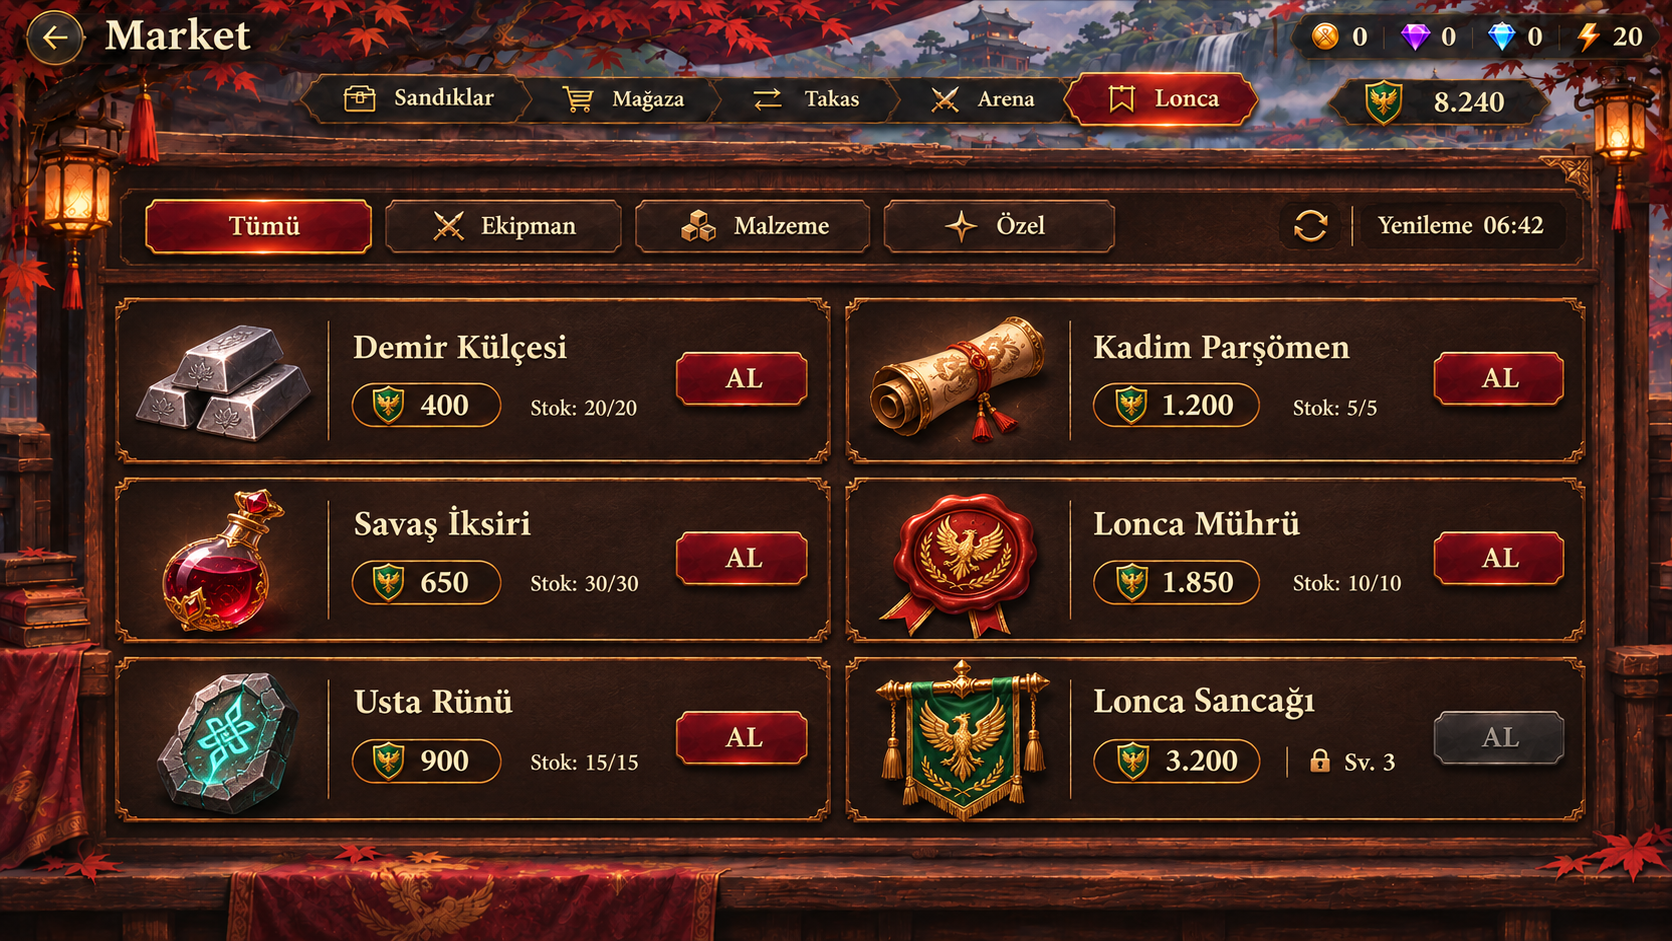 Market
0 0 0 20
Sandıklar Mağaza Takas Arena Lonca
8.240
Tümü Ekipman Malzeme Özel
Yenileme 06:42
Demir Külçesi
400 Stok: 20/20
AL
Kadim Parşömen
1.200 Stok: 5/5
AL
Savaş İksiri
650 Stok: 30/30
AL
Lonca Mührü
1.850 Stok: 10/10
AL
Usta Rünü
900 Stok: 15/15
AL
Lonca Sancağı
3.200 Sv. 3
AL